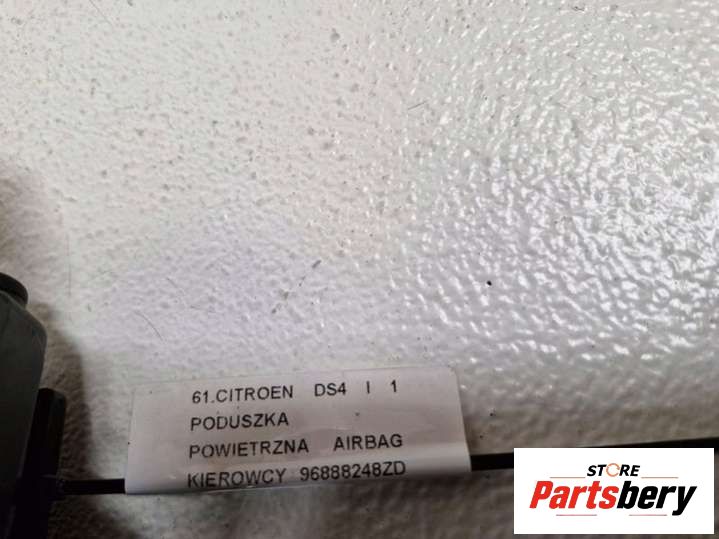 61.CITROEN DS4 I 1
PODUSZKA
POWIETRZNA AIRBAG
KIEROWCY 96888248ZD
STORE
Partsbery